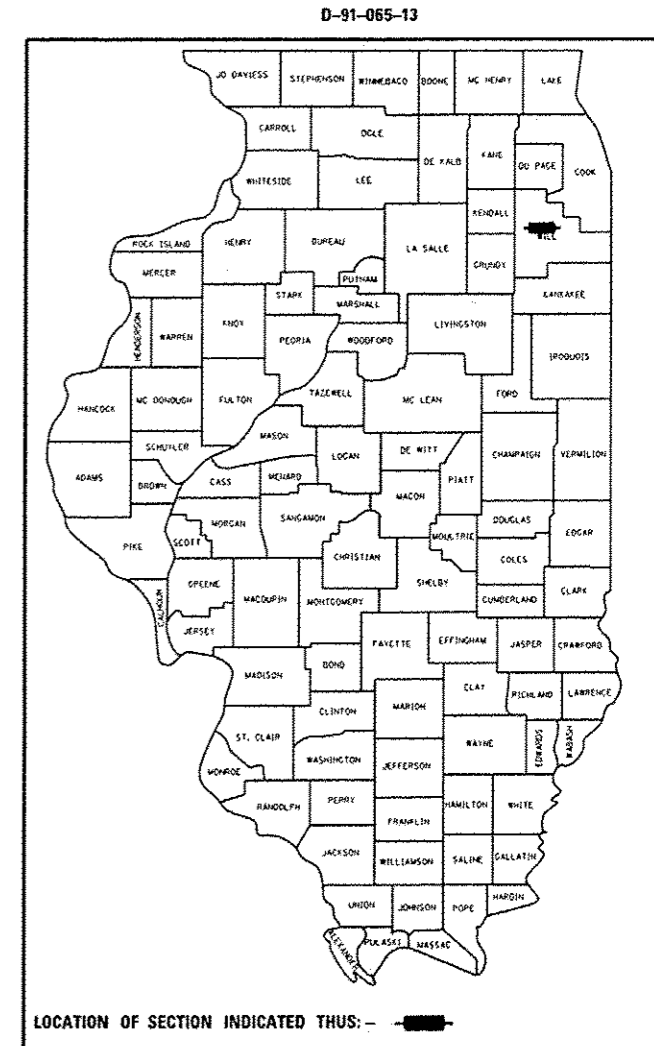 D-91-065-13
JO DAVIESS STEPHENSON WINNEBAGO BOONE MC HENRY LAKE
CARROLL OGLE DE KALB KANE DU PAGE COOK
WHITESIDE LEE KENDALL
ROCK ISLAND HENRY BUREAU LA SALLE GRUNDY WILL
MERCER PUTNAM KANKAKEE
STARK MARSHALL
HENDERSON WARREN KNOX PEORIA WOODFORD LIVINGSTON IROQUOIS
HANCOCK MC DONOUGH FULTON TAZEWELL MC LEAN FORD
SCHUYLER MASON LOGAN DE WITT CHAMPAIGN VERMILION
ADAMS BROWN CASS MENARD PIATT
MACON
PIKE SCOTT MORGAN SANGAMON CHRISTIAN MOULTRIE DOUGLAS EDGAR
COLES
GREENE MACOUPIN MONTGOMERY SHELBY CUMBERLAND CLARK
CALHOUN JERSEY
FAYETTE EFFINGHAM JASPER CRAWFORD
MADISON BOND
CLAY RICHLAND LAWRENCE
CLINTON MARION
ST. CLAIR WAYNE EDWARDS WABASH
WASHINGTON JEFFERSON
MONROE
RANDOLPH PERRY HAMILTON WHITE
FRANKLIN
JACKSON WILLIAMSON SALINE GALLATIN
UNION JOHNSON POPE HARDIN
ALEXANDER PULASKI MASSAC
LOCATION OF SECTION INDICATED THUS: –